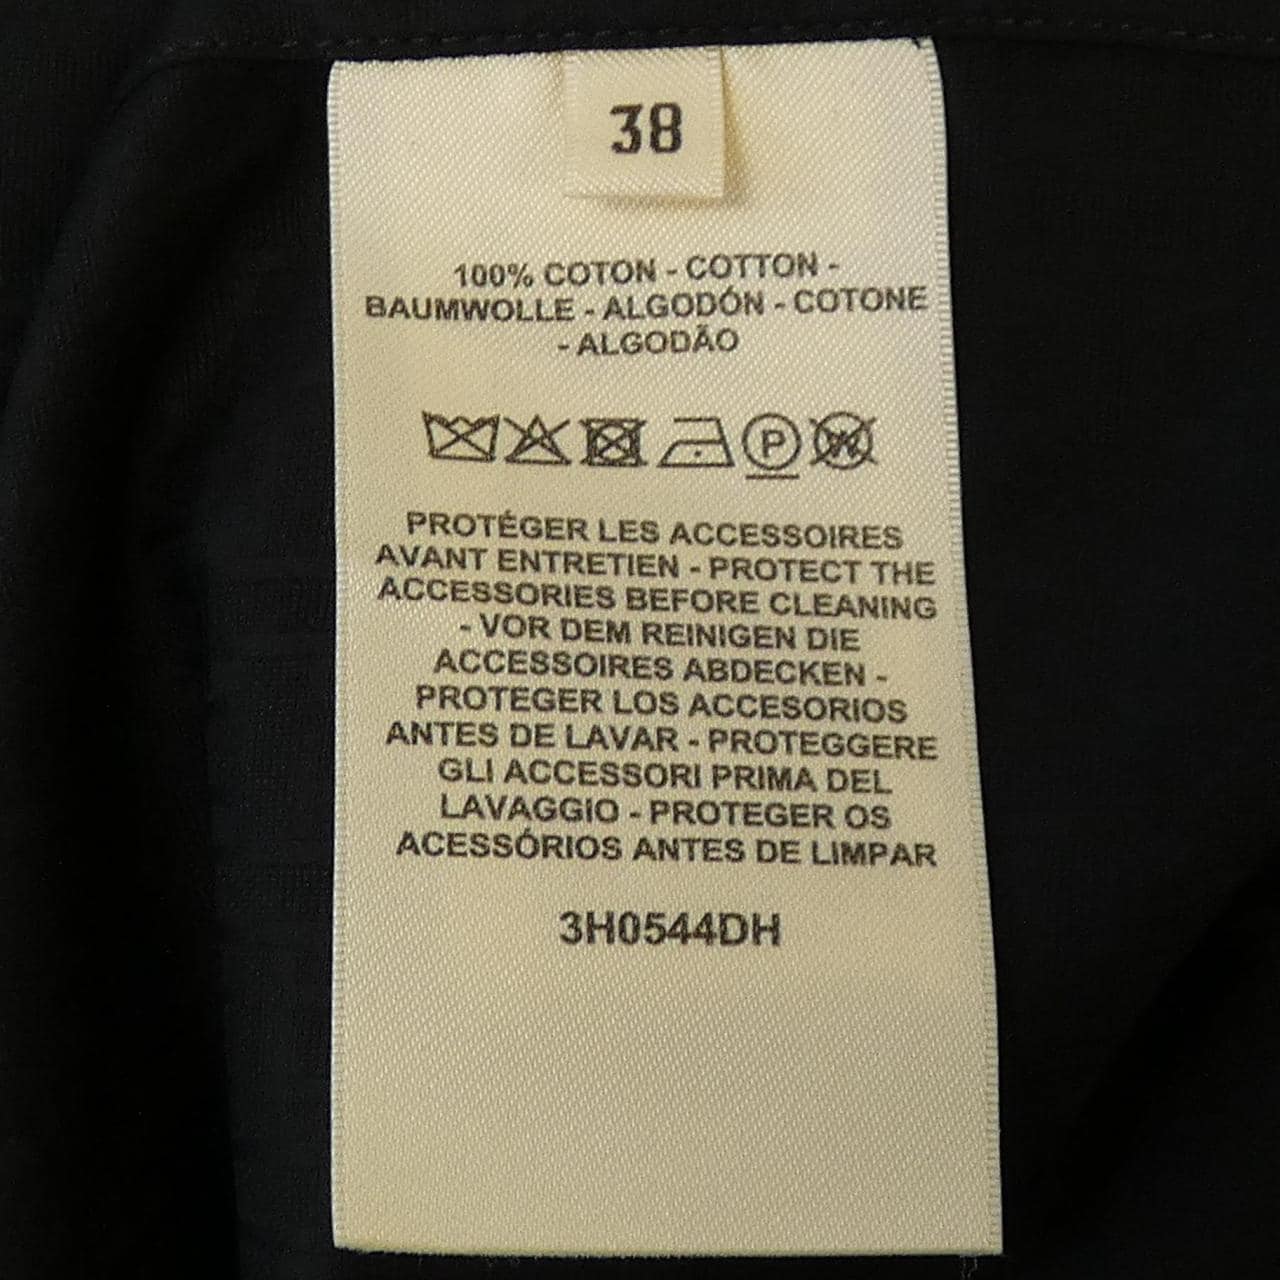 38
100% COTON - COTTON -
BAUMWOLLE - ALGODÓN - COTONE
- ALGODÃO
P W
PROTÉGER LES ACCESSOIRES
AVANT ENTRETIEN - PROTECT THE
ACCESSORIES BEFORE CLEANING
- VOR DEM REINIGEN DIE
ACCESSOIRES ABDECKEN -
PROTEGER LOS ACCESORIOS
ANTES DE LAVAR - PROTEGGERE
GLI ACCESSORI PRIMA DEL
LAVAGGIO - PROTEGER OS
ACESSÓRIOS ANTES DE LIMPAR
3H0544DH